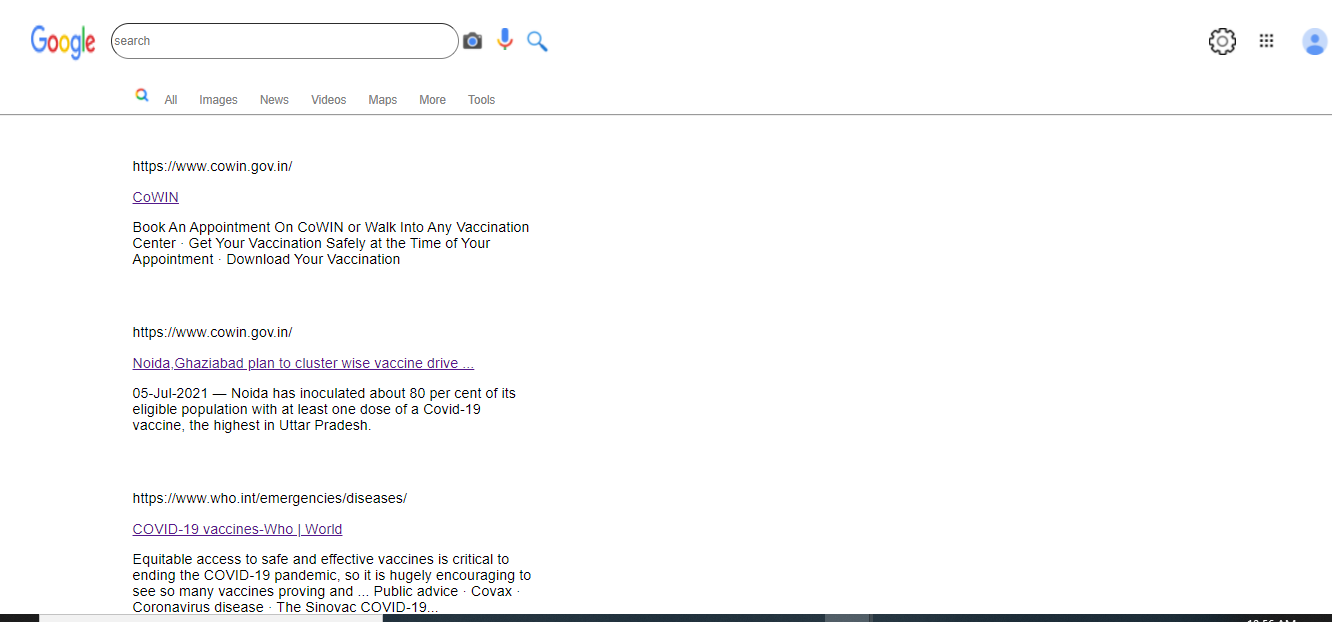 Google
search
All Images News Videos Maps More Tools
https://www.cowin.gov.in/
CoWIN
Book An Appointment On CoWIN or Walk Into Any Vaccination
Center · Get Your Vaccination Safely at the Time of Your
Appointment · Download Your Vaccination
https://www.cowin.gov.in/
Noida,Ghaziabad plan to cluster wise vaccine drive ...
05-Jul-2021 — Noida has inoculated about 80 per cent of its
eligible population with at least one dose of a Covid-19
vaccine, the highest in Uttar Pradesh.
https://www.who.int/emergencies/diseases/
COVID-19 vaccines-Who | World
Equitable access to safe and effective vaccines is critical to
ending the COVID-19 pandemic, so it is hugely encouraging to
see so many vaccines proving and ... Public advice · Covax ·
Coronavirus disease · The Sinovac COVID-19...